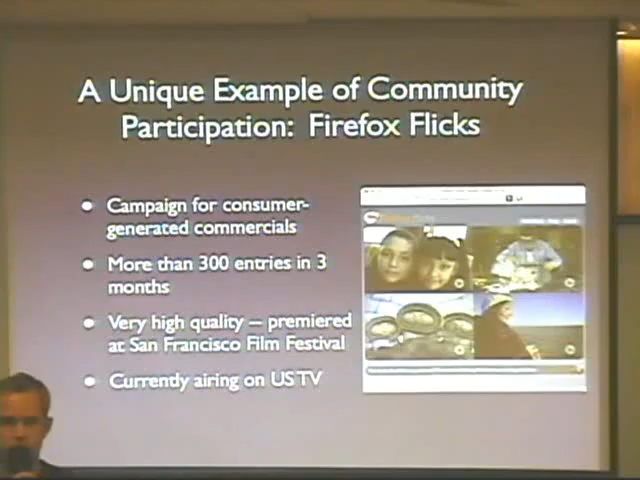 A Unique Example of Community
Participation: Firefox Flicks
Campaign for consumer-
generated commercials
More than 300 entries in 3
months
Very high quality – premiered
at San Francisco Film Festival
Currently airing on US TV